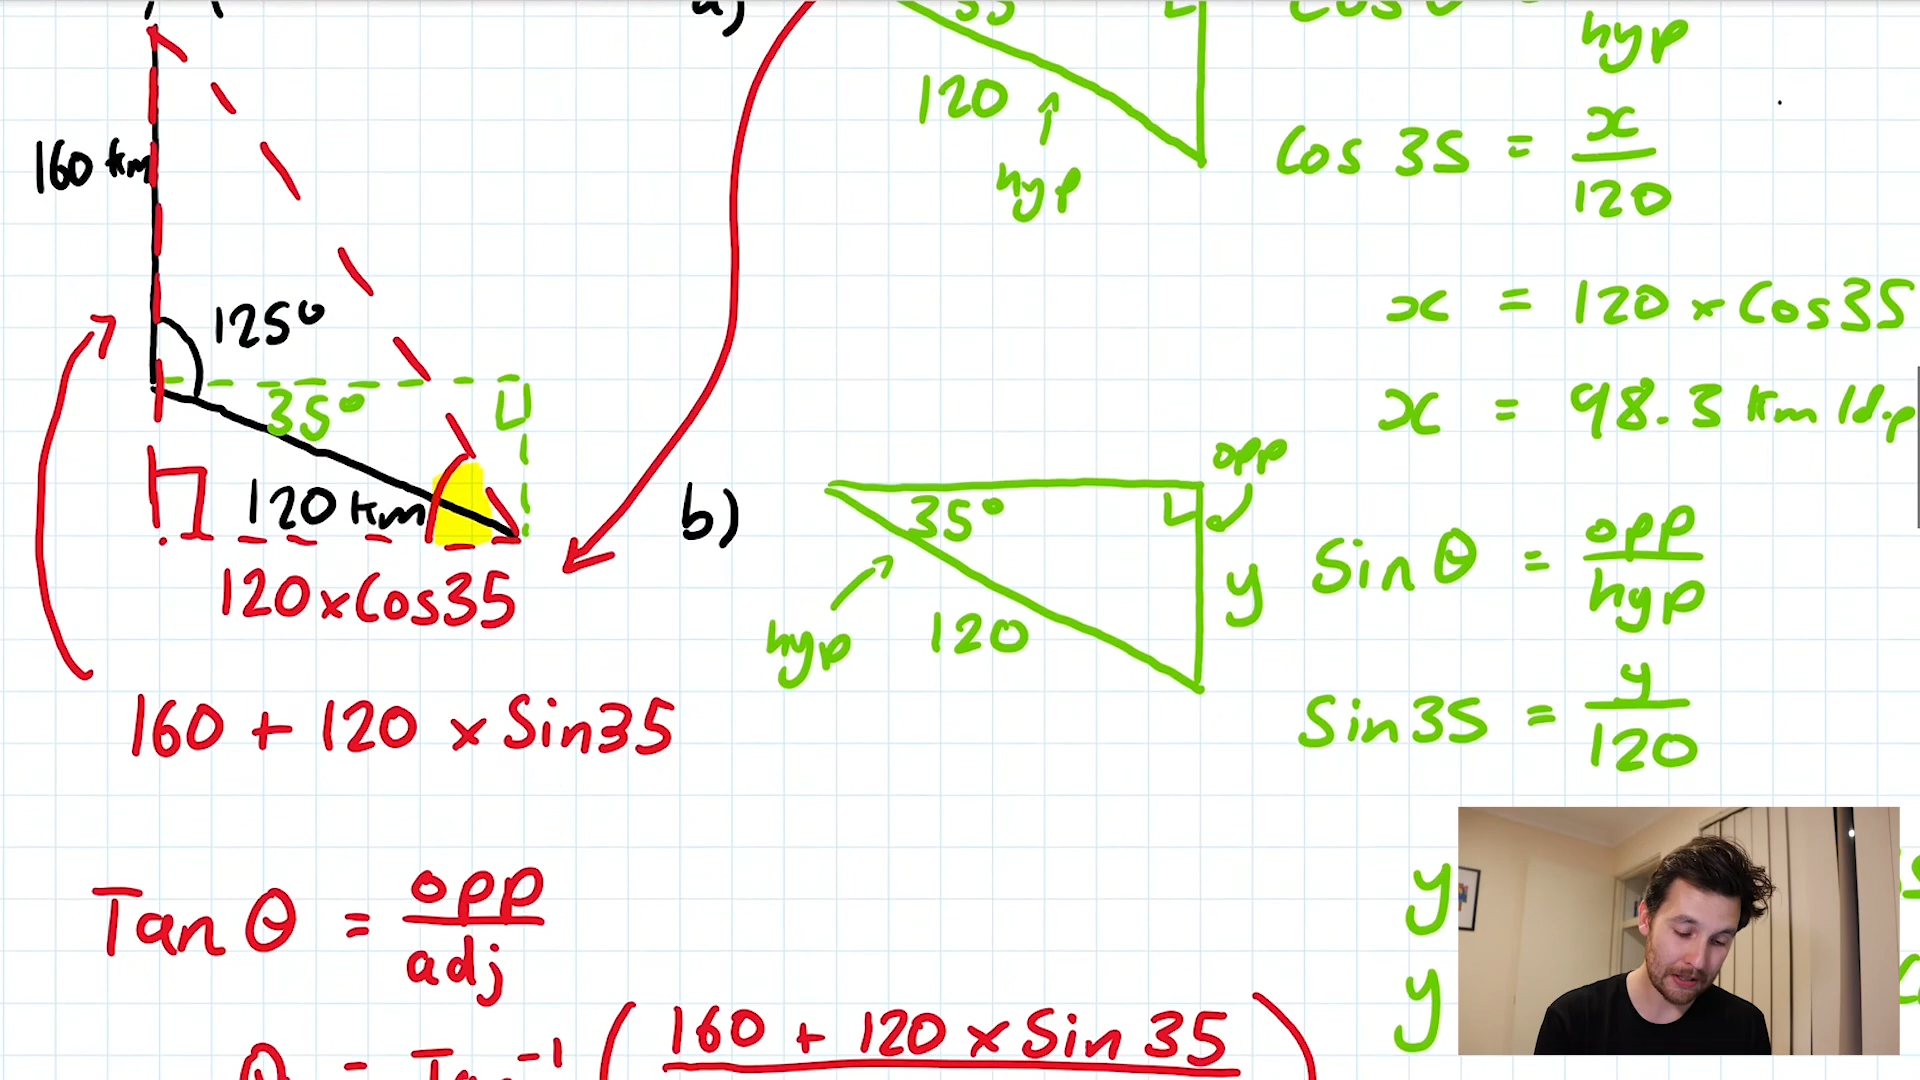 160 km
125°
35°
120 km
120 × Cos35
160 + 120 × Sin35
Tan θ = opp/adj
160 + 120 × Sin 35
120
hyp
hyp
Cos 35 = x/120
x = 120 × Cos35
x = 98.3 km 1d.p
b)
35°
opp
hyp
120
y
Sin θ = opp/hyp
Sin35 = y/120
y
y